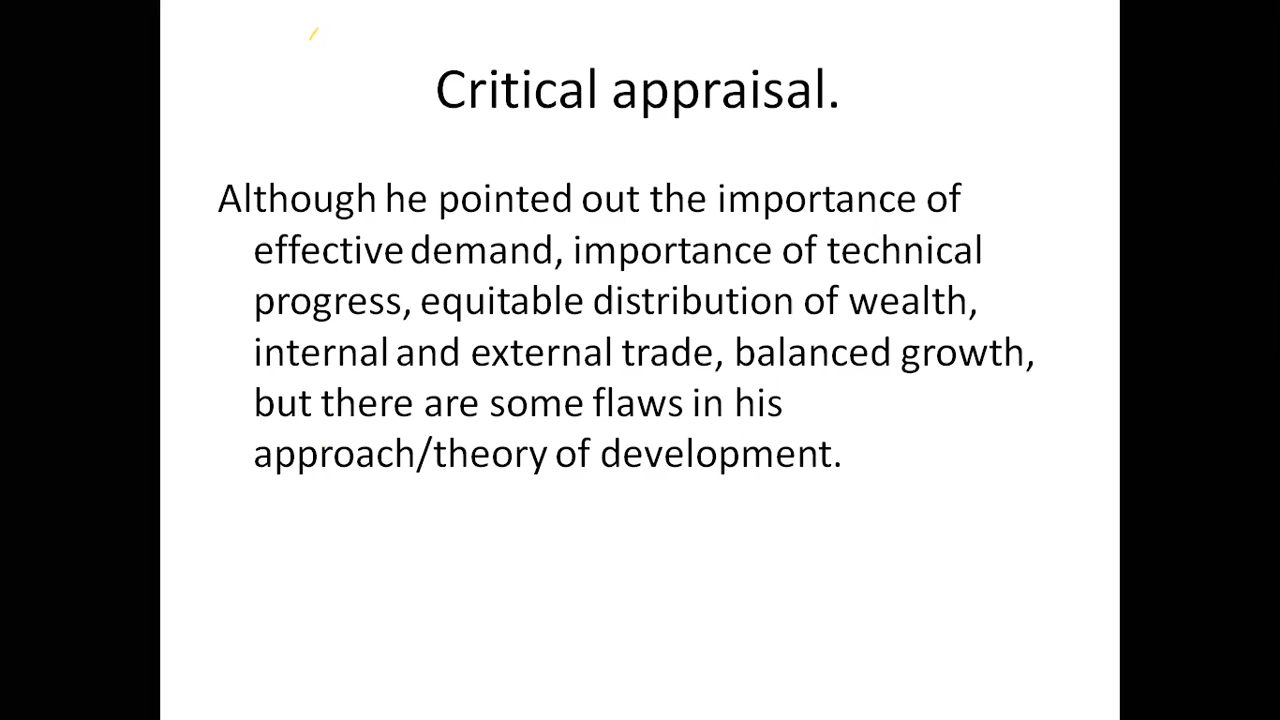 Critical appraisal.
Although he pointed out the importance of
effective demand, importance of technical
progress, equitable distribution of wealth,
internal and external trade, balanced growth,
but there are some flaws in his
approach/theory of development.